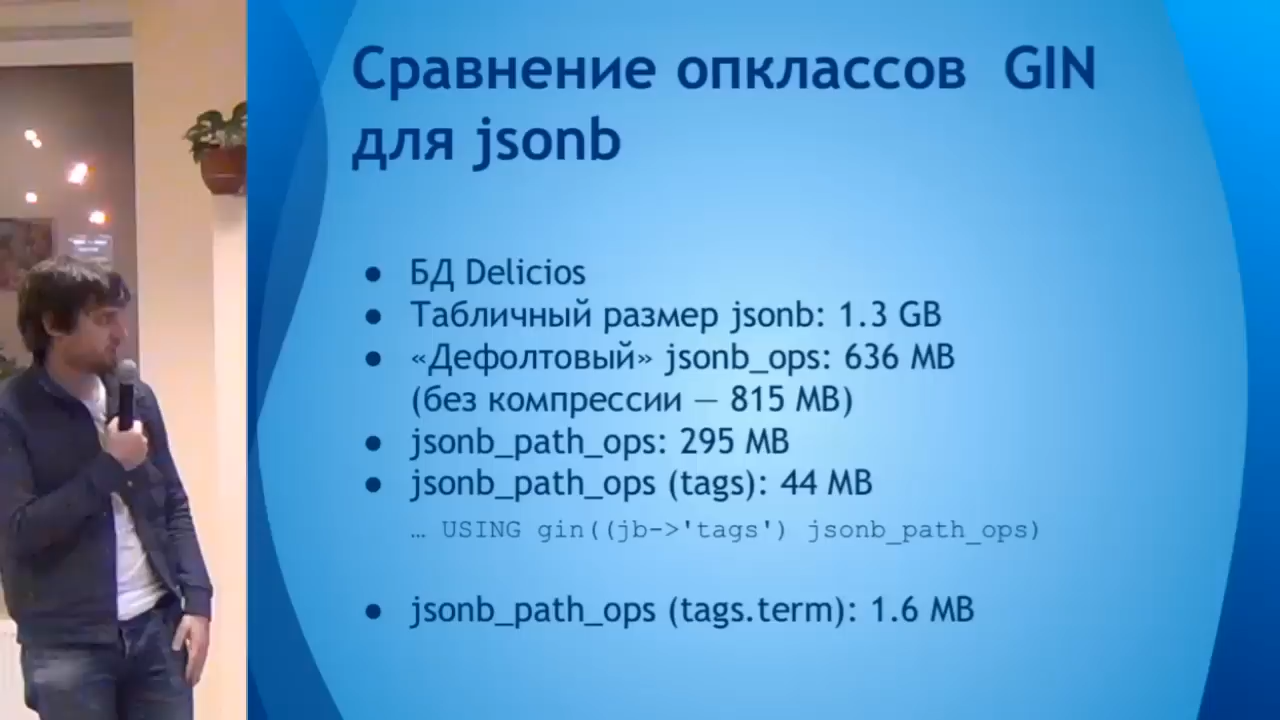 Сравнение опклассов GIN
для jsonb
● БД Delicios
● Табличный размер jsonb: 1.3 GB
● «Дефолтовый» jsonb_ops: 636 MB
(без компрессии — 815 MB)
● jsonb_path_ops: 295 MB
● jsonb_path_ops (tags): 44 MB
… USING gin((jb->'tags') jsonb_path_ops)
● jsonb_path_ops (tags.term): 1.6 MB